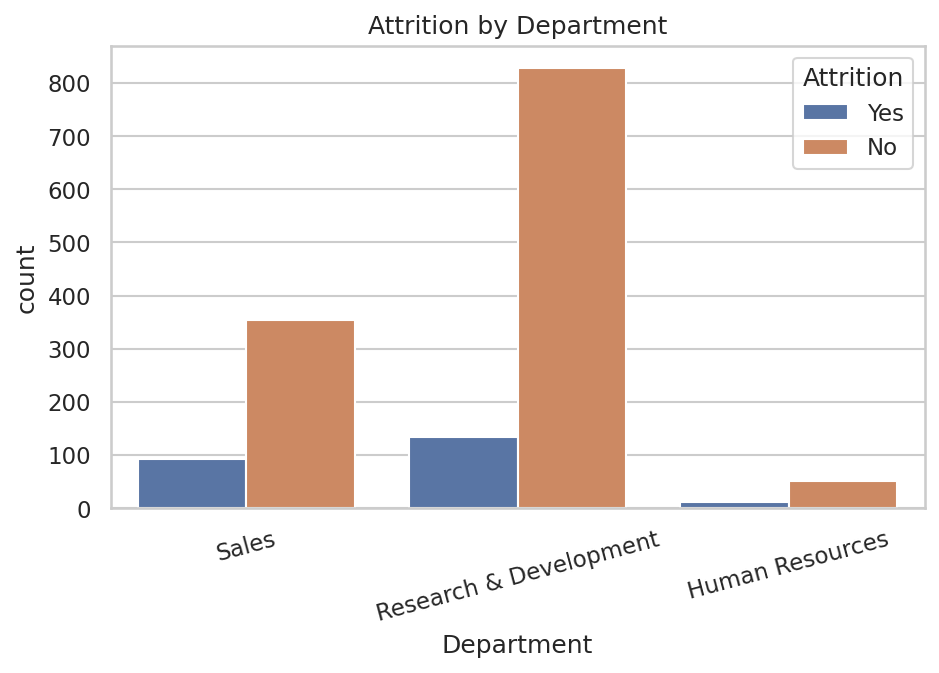 Attrition by Department
Attrition
Yes
No
count
800
700
600
500
400
300
200
100
0
Sales
Research & Development
Human Resources
Department